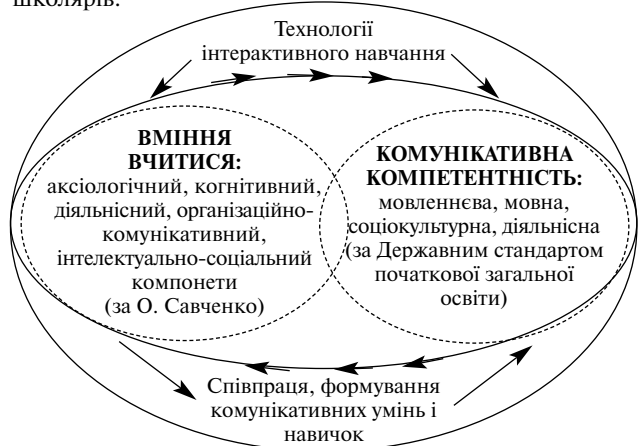 школярів.
Технології
інтерактивного навчання
ВМІННЯ
ВЧИТИСЯ:
аксіологічний, когнітивний,
діяльнісний, організаційно-
комунікативний,
інтелектуально-соціальний
компонети
(за О. Савченко)
КОМУНІКАТИВНА
КОМПЕТЕНТНІСТЬ:
мовленнєва, мовна,
соціокультурна, діяльнісна
(за Державним стандартом
початкової загальної
освіти)
Співпраця, формування
комунікативних умінь і
навичок